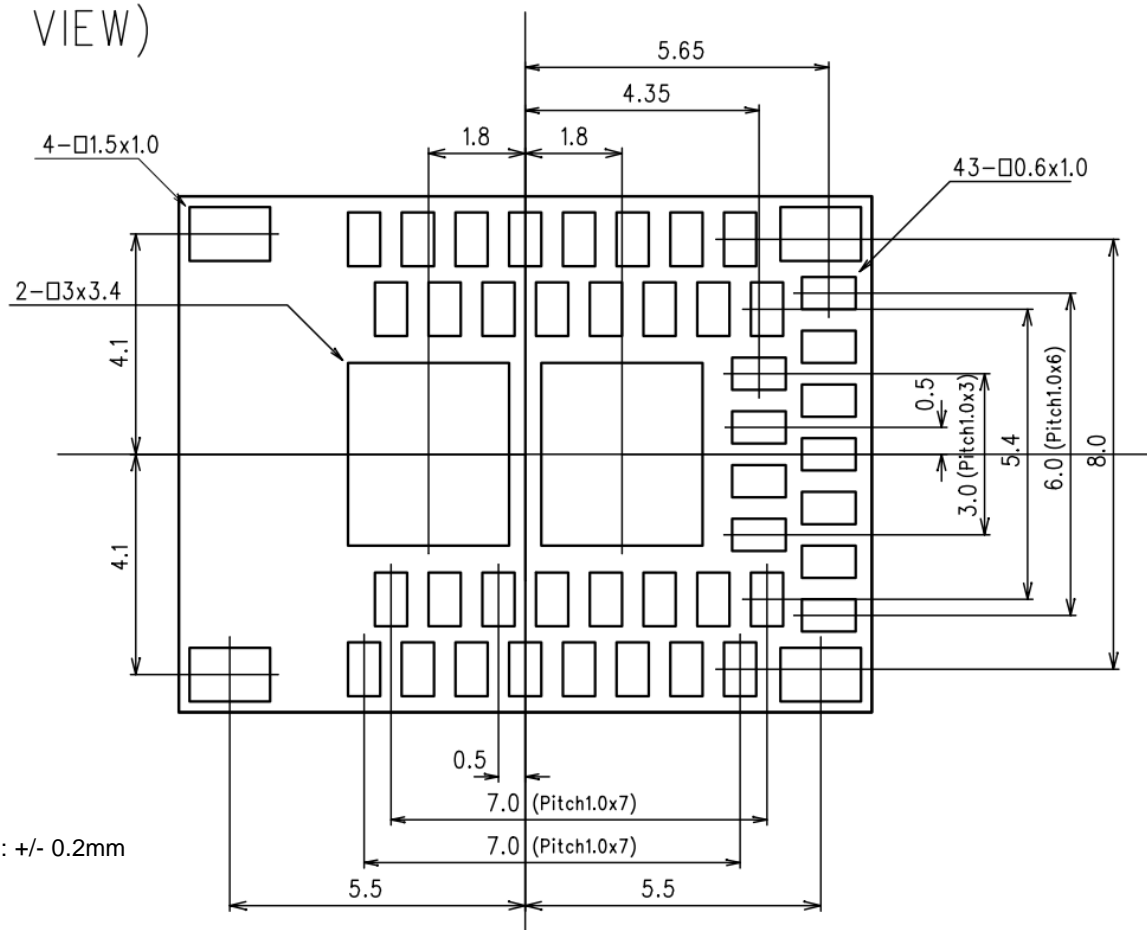 VIEW)
5.65
4.35
1.8
1.8
4-□1.5x1.0
43-□0.6x1.0
2-□3x3.4
4.1
4.1
0.5
3.0 (Pitch1.0x3)
5.4
6.0 (Pitch1.0x6)
8.0
0.5
7.0 (Pitch1.0x7)
7.0 (Pitch1.0x7)
: +/- 0.2mm
5.5
5.5